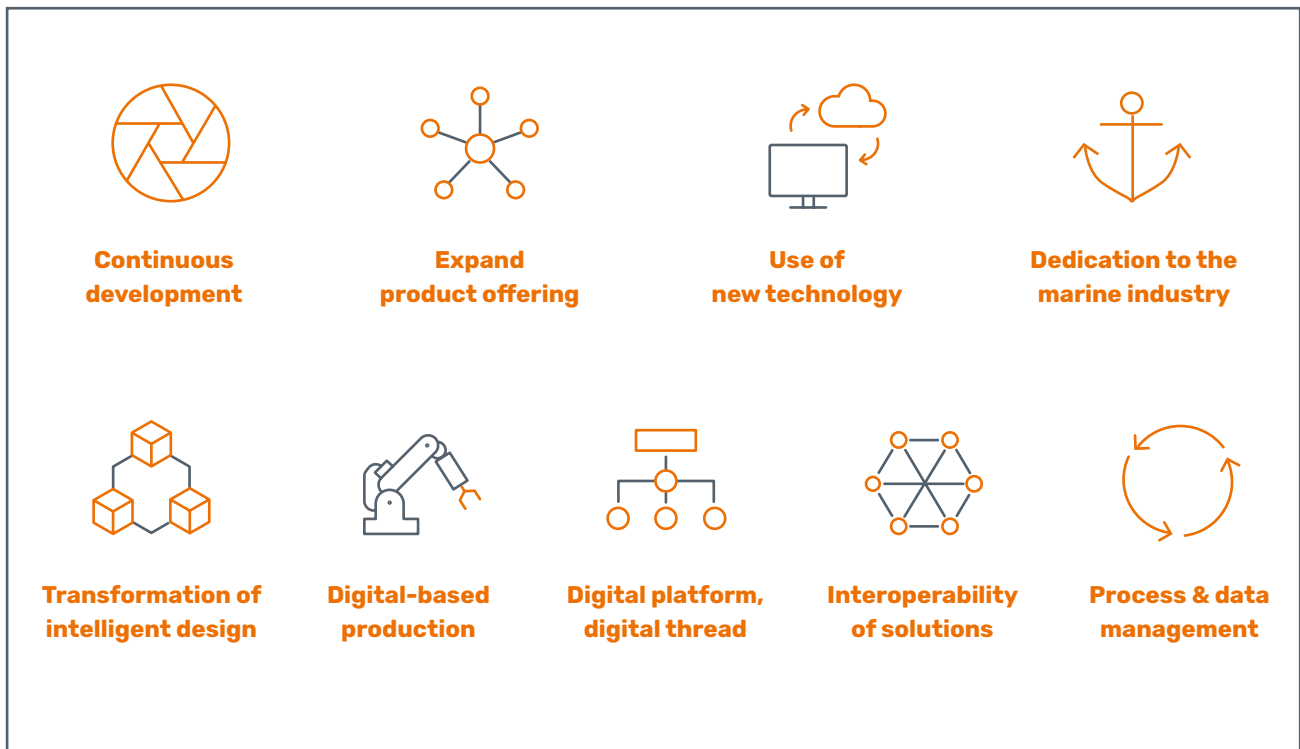 Continuous
development
Expand
product offering
Use of
new technology
Dedication to the
marine industry
Transformation of
intelligent design
Digital-based
production
Digital platform,
digital thread
Interoperability
of solutions
Process & data
management